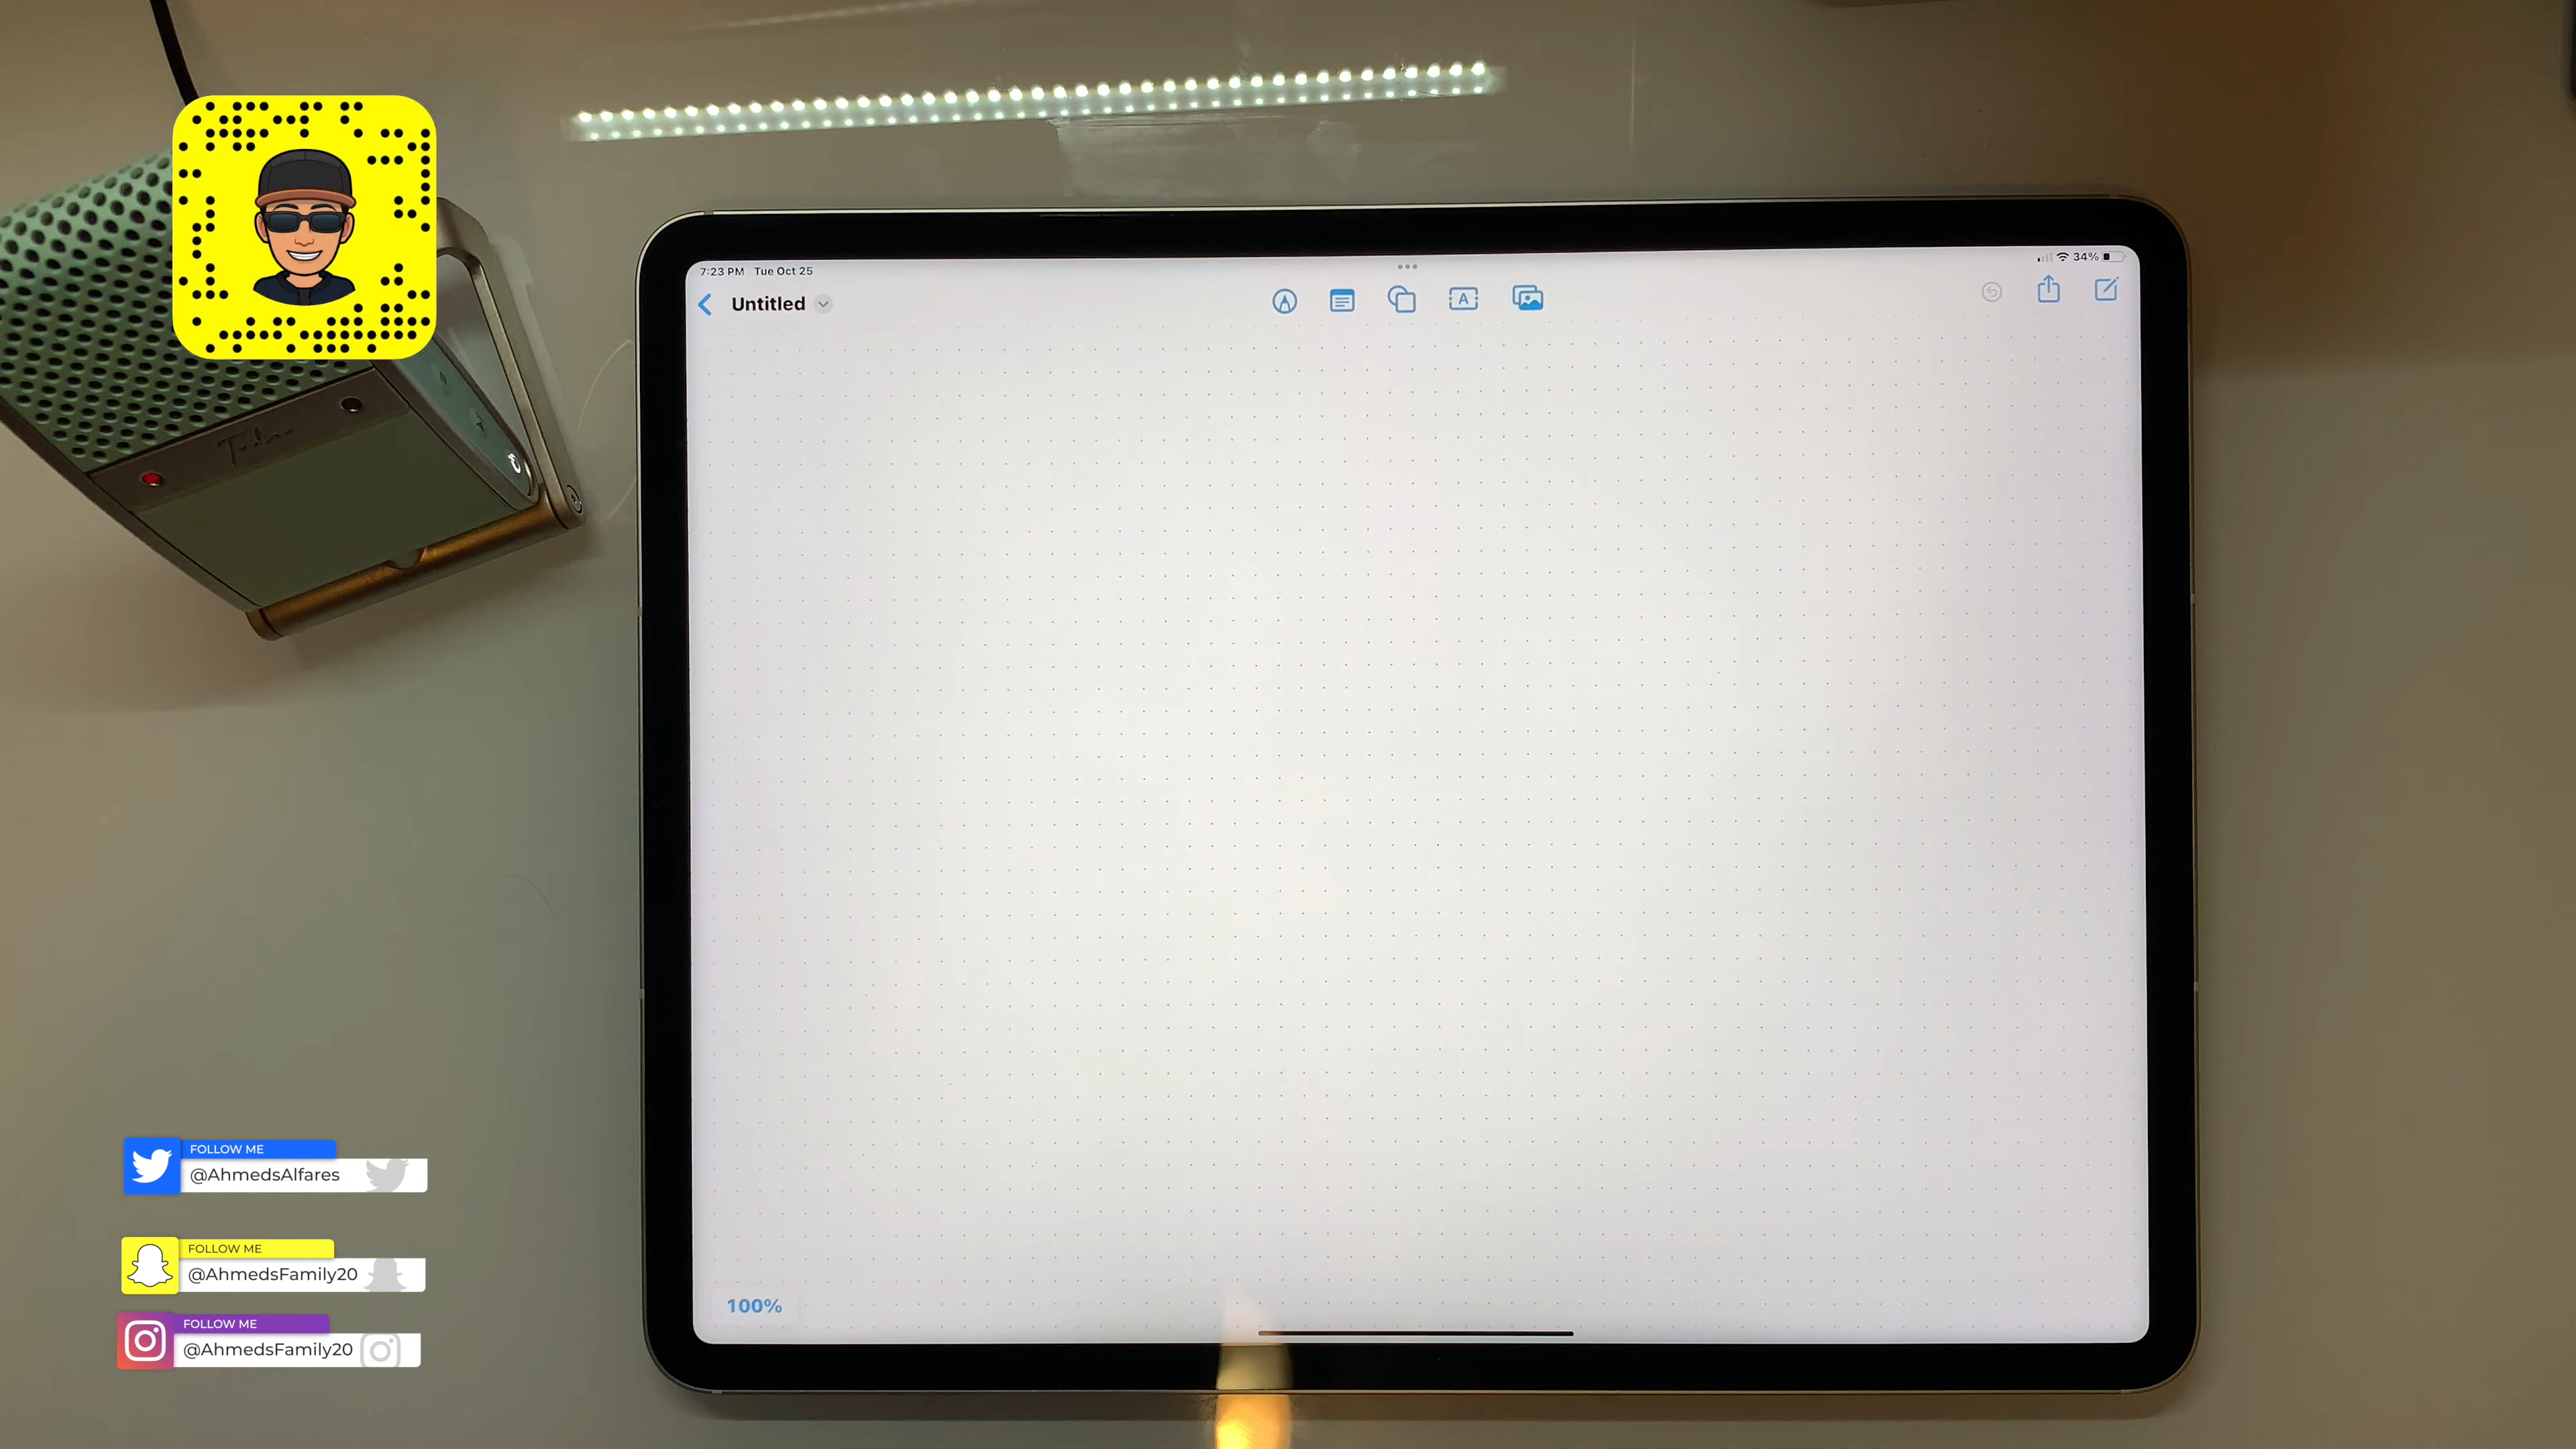 7:23 PM Tue Oct 25
34%
Untitled
A
100%
FOLLOW ME
@AhmedsAlfares
FOLLOW ME
@AhmedsFamily20
FOLLOW ME
@AhmedsFamily20